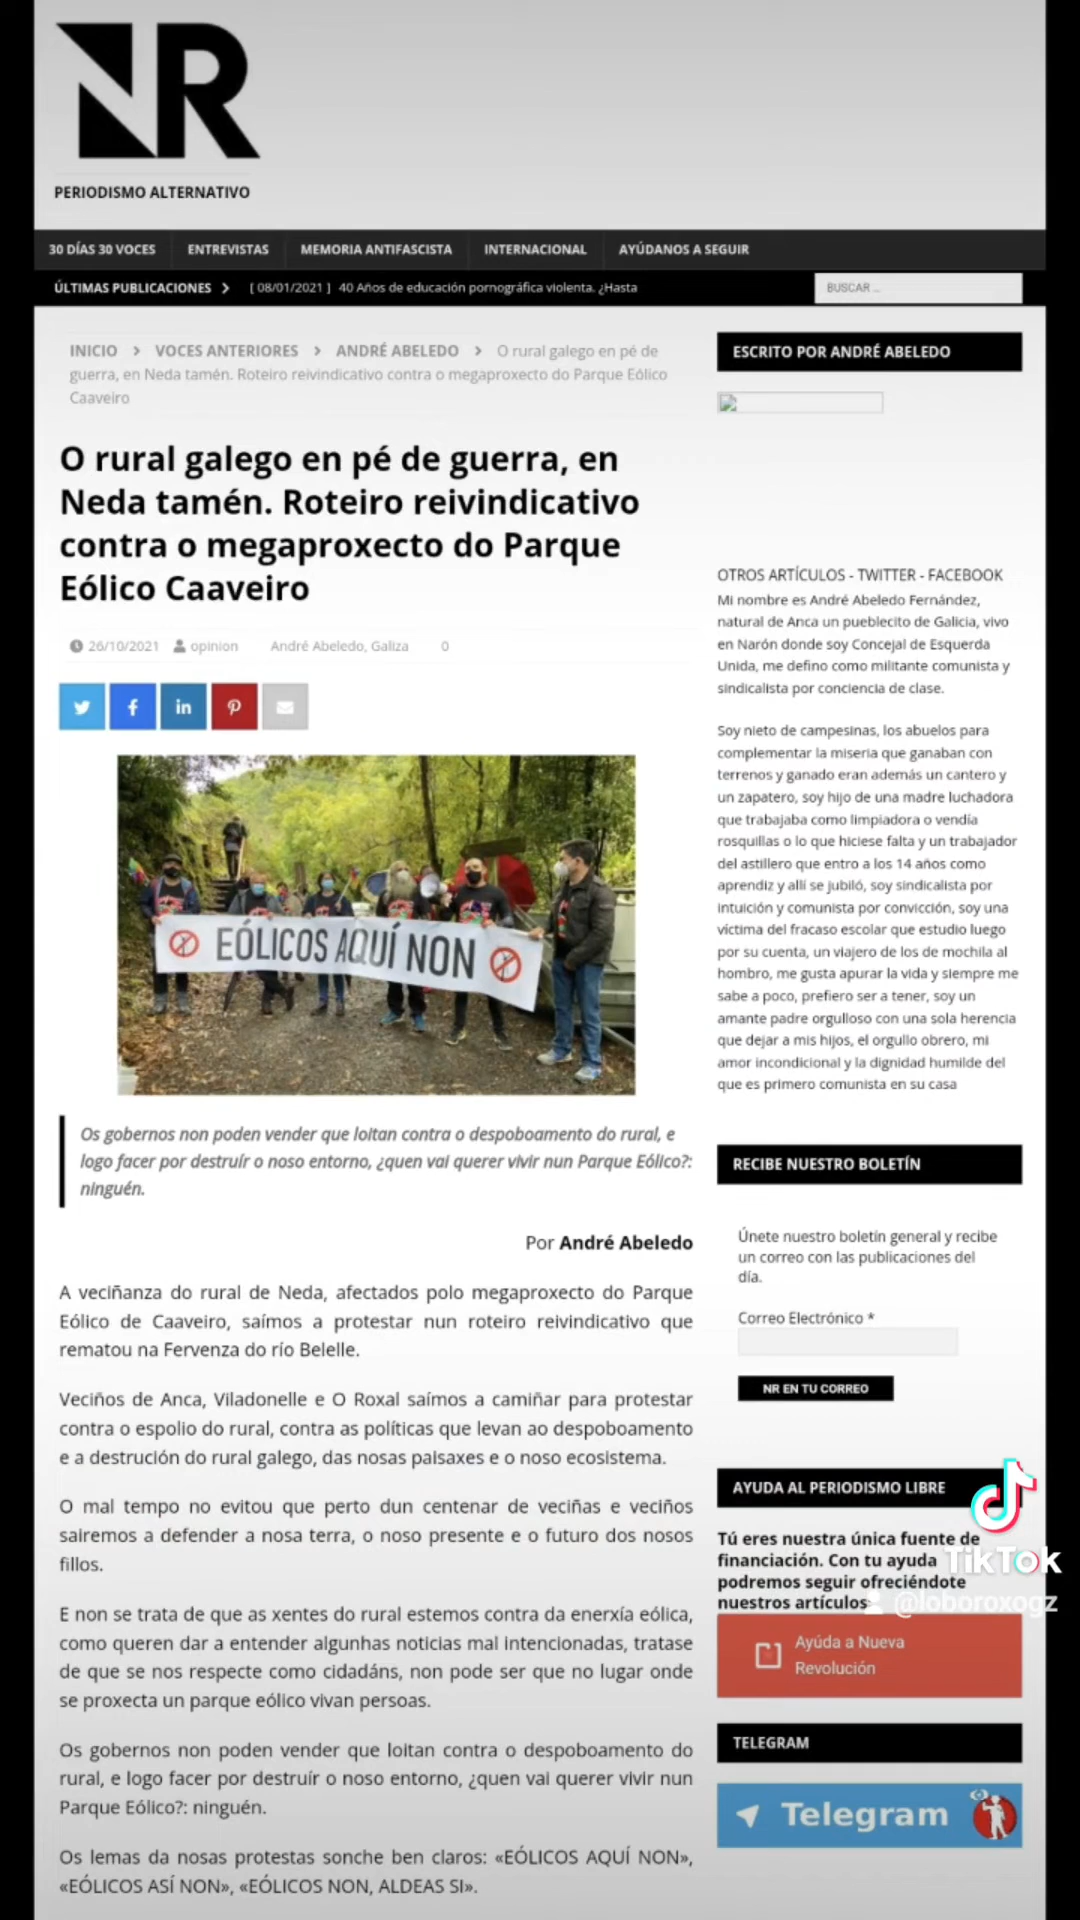 NR
PERIODISMO ALTERNATIVO
30 DÍAS 30 VOCES
ENTREVISTAS
MEMORIA ANTIFASCISTA
INTERNACIONAL
AYÚDANOS A SEGUIR
ÚLTIMAS PUBLICACIONES
[ 08/01/2021 ] 40 Años de educación pornográfica violenta. ¿Hasta
BUSCAR ...
INICIO > VOCES ANTERIORES > ANDRÉ ABELEDO > O rural galego en pé de
guerra, en Neda tamén. Roteiro reivindicativo contra o megaproxecto do Parque Eólico
Caaveiro
O rural galego en pé de guerra, en
Neda tamén. Roteiro reivindicativo
contra o megaproxecto do Parque
Eólico Caaveiro
26/10/2021 opinion André Abeledo, Galiza 0
EÓLICOS AQUÍ NON
Os gobernos non poden vender que loitan contra o despoboamento do rural, e
logo facer por destruír o noso entorno, ¿quen vai querer vivir nun Parque Eólico?:
ninguén.
Por André Abeledo
A veciñanza do rural de Neda, afectados polo megaproxecto do Parque
Eólico de Caaveiro, saímos a protestar nun roteiro reivindicativo que
rematou na Fervenza do río Belelle.
Veciños de Anca, Viladonelle e O Roxal saímos a camiñar para protestar
contra o espolio do rural, contra as políticas que levan ao despoboamento
e a destrución do rural galego, das nosas paisaxes e o noso ecosistema.
O mal tempo no evitou que perto dun centenar de veciñas e veciños
sairemos a defender a nosa terra, o noso presente e o futuro dos nosos
fillos.
E non se trata de que as xentes do rural estemos contra da enerxía eólica,
como queren dar a entender algunhas noticias mal intencionadas, tratase
de que se nos respecte como cidadáns, non pode ser que no lugar onde
se proxecta un parque eólico vivan persoas.
Os gobernos non poden vender que loitan contra o despoboamento do
rural, e logo facer por destruír o noso entorno, ¿quen vai querer vivir nun
Parque Eólico?: ninguén.
Os lemas da nosas protestas sonche ben claros: «EÓLICOS AQUÍ NON»,
«EÓLICOS ASÍ NON», «EÓLICOS NON, ALDEAS SI».
ESCRITO POR ANDRÉ ABELEDO
OTROS ARTÍCULOS - TWITTER - FACEBOOK
Mi nombre es André Abeledo Fernández,
natural de Anca un pueblecito de Galicia, vivo
en Narón donde soy Concejal de Esquerda
Unida, me defino como militante comunista y
sindicalista por conciencia de clase.
Soy nieto de campesinas, los abuelos para
complementar la miseria que ganaban con
terrenos y ganado eran además un cantero y
un zapatero, soy hijo de una madre luchadora
que trabajaba como limpiadora o vendía
rosquillas o lo que hiciese falta y un trabajador
del astillero que entro a los 14 años como
aprendiz y allí se jubiló, soy sindicalista por
intuición y comunista por convicción, soy una
víctima del fracaso escolar que estudio luego
por su cuenta, un viajero de los de mochila al
hombro, me gusta apurar la vida y siempre me
sabe a poco, prefiero ser a tener, soy un
amante padre orgulloso con una sola herencia
que dejar a mis hijos, el orgullo obrero, mi
amor incondicional y la dignidad humilde del
que es primero comunista en su casa
RECIBE NUESTRO BOLETÍN
Únete nuestro boletín general y recibe
un correo con las publicaciones del
día.
Correo Electrónico *
NR EN TU CORREO
AYUDA AL PERIODISMO LIBRE
Tú eres nuestra única fuente de
financiación. Con tu ayuda
podremos seguir ofreciéndote
nuestros artículos
TikTok
@loboroxogz
Ayúda a Nueva
Revolución
TELEGRAM
Telegram